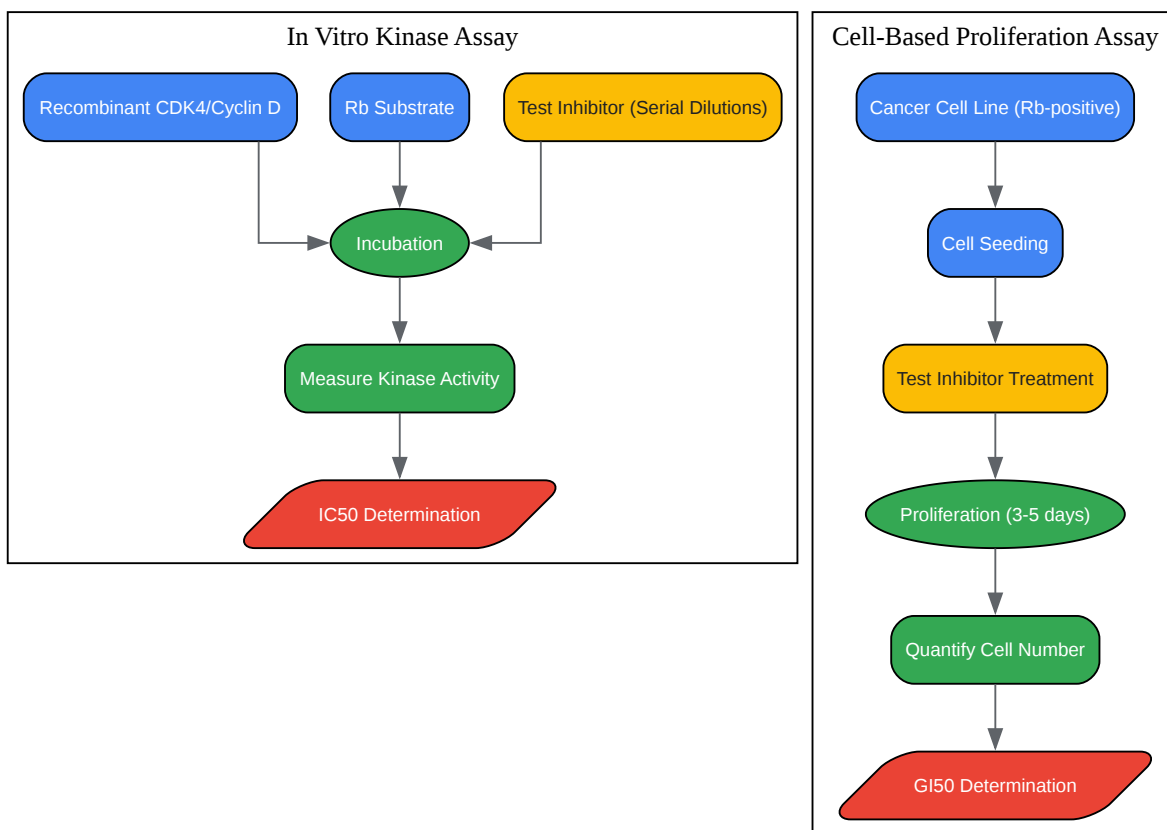 In Vitro Kinase Assay
Recombinant CDK4/Cyclin D
Rb Substrate
Test Inhibitor (Serial Dilutions)
Incubation
Measure Kinase Activity
IC50 Determination
Cell-Based Proliferation Assay
Cancer Cell Line (Rb-positive)
Cell Seeding
Test Inhibitor Treatment
Proliferation (3-5 days)
Quantify Cell Number
GI50 Determination